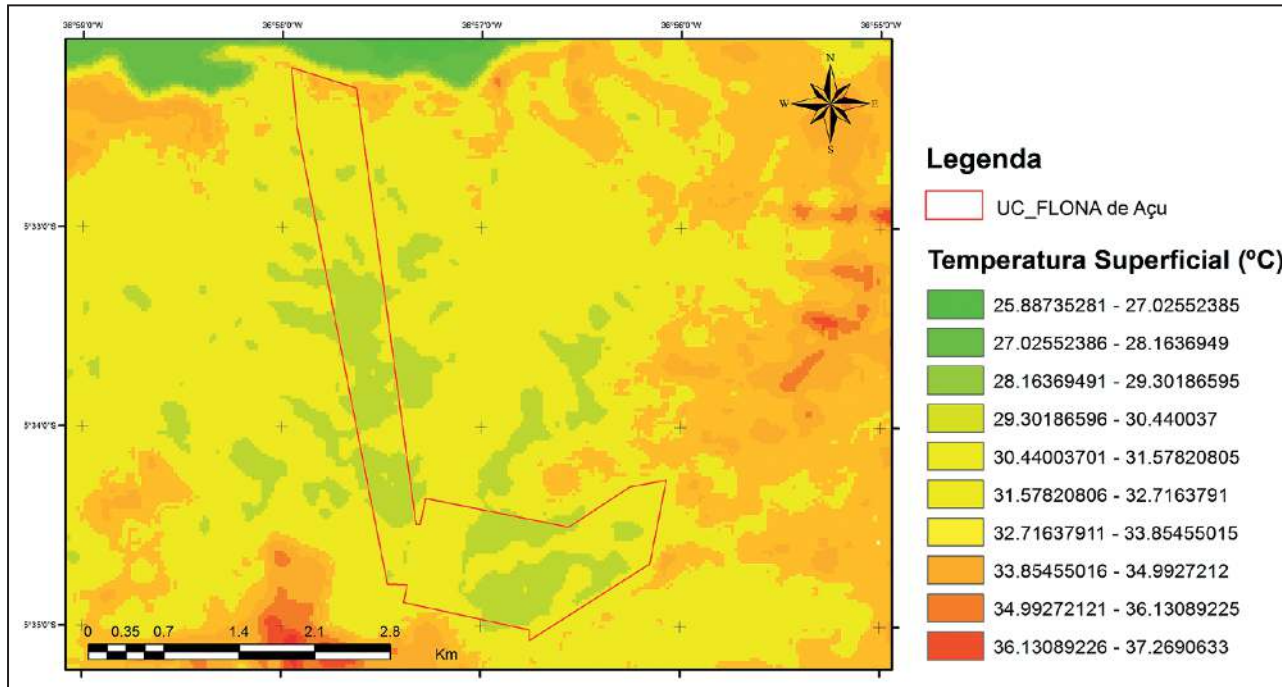 36°59'0"W 36°58'0"W 36°57'0"W 36°56'0"W 36°55'0"W
N
W E
S
5°33'0"S
5°34'0"S
5°35'0"S
0 0.35 0.7 1.4 2.1 2.8
Km
Legenda
UC_FLONA de Açu
Temperatura Superficial (ºC)
25.88735281 - 27.02552385
27.02552386 - 28.1636949
28.16369491 - 29.30186595
29.30186596 - 30.440037
30.44003701 - 31.57820805
31.57820806 - 32.7163791
32.71637911 - 33.85455015
33.85455016 - 34.9927212
34.99272121 - 36.13089225
36.13089226 - 37.2690633